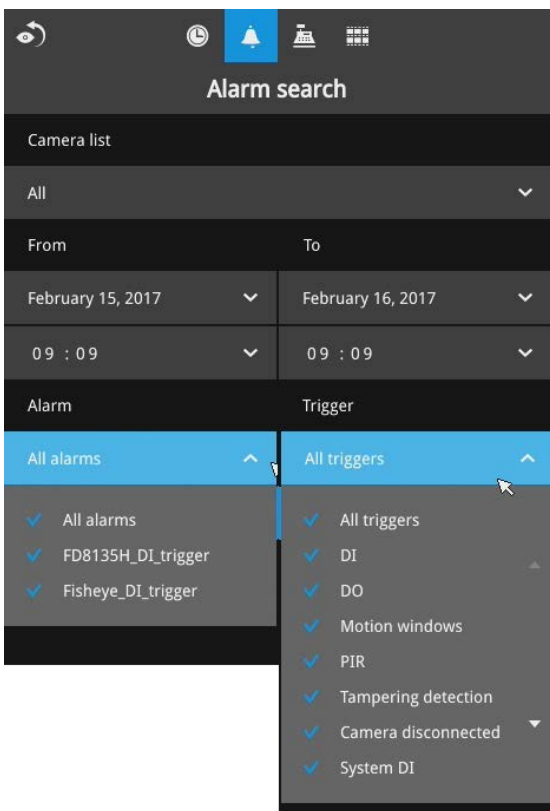 Alarm search
Camera list
All
From To
February 15, 2017 February 16, 2017
09 : 09 09 : 09
Alarm Trigger
All alarms All triggers
All alarms All triggers
FD8135H_DI_trigger DI
Fisheye_DI_trigger DO
Motion windows
PIR
Tampering detection
Camera disconnected
System DI